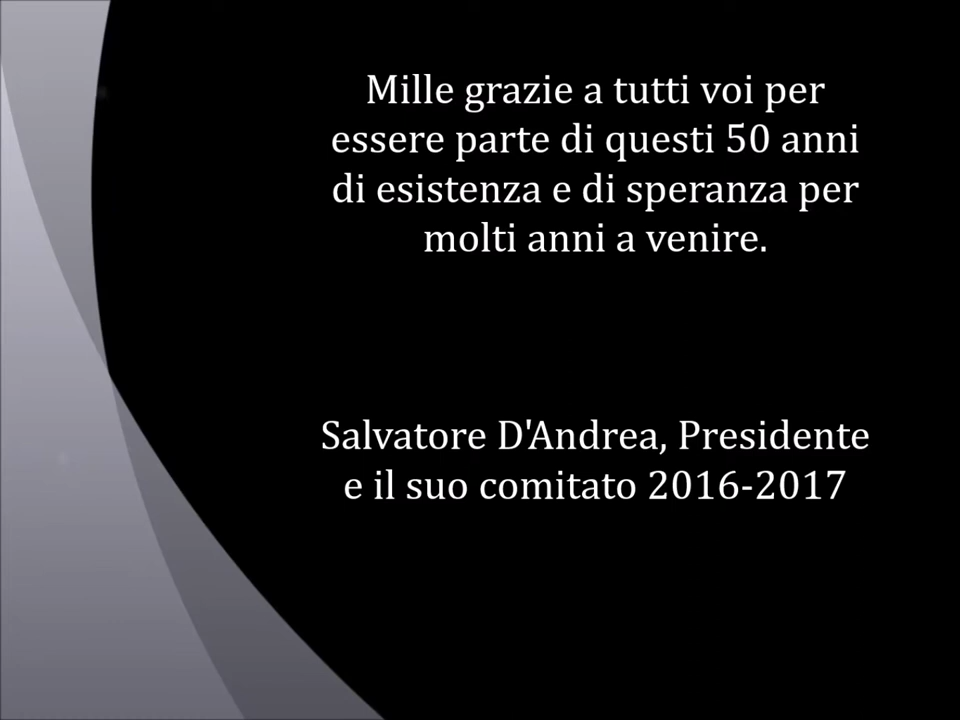 Mille grazie a tutti voi per
essere parte di questi 50 anni
di esistenza e di speranza per
molti anni a venire.
Salvatore D'Andrea, Presidente
e il suo comitato 2016-2017